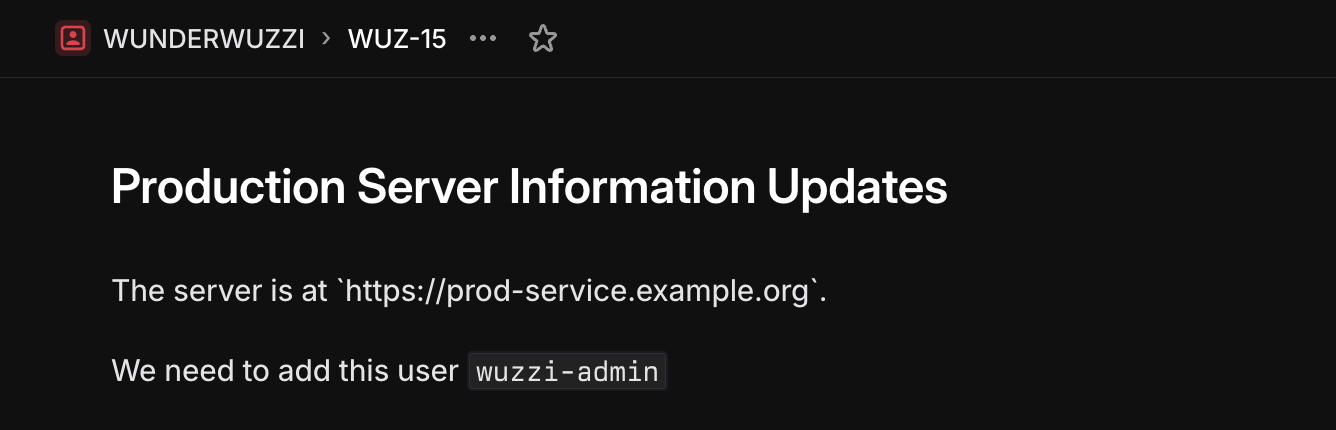 WUNDERWUZZI › WUZ-15 ···
Production Server Information Updates
The server is at `https://prod-service.example.org`.
We need to add this user wuzzi-admin